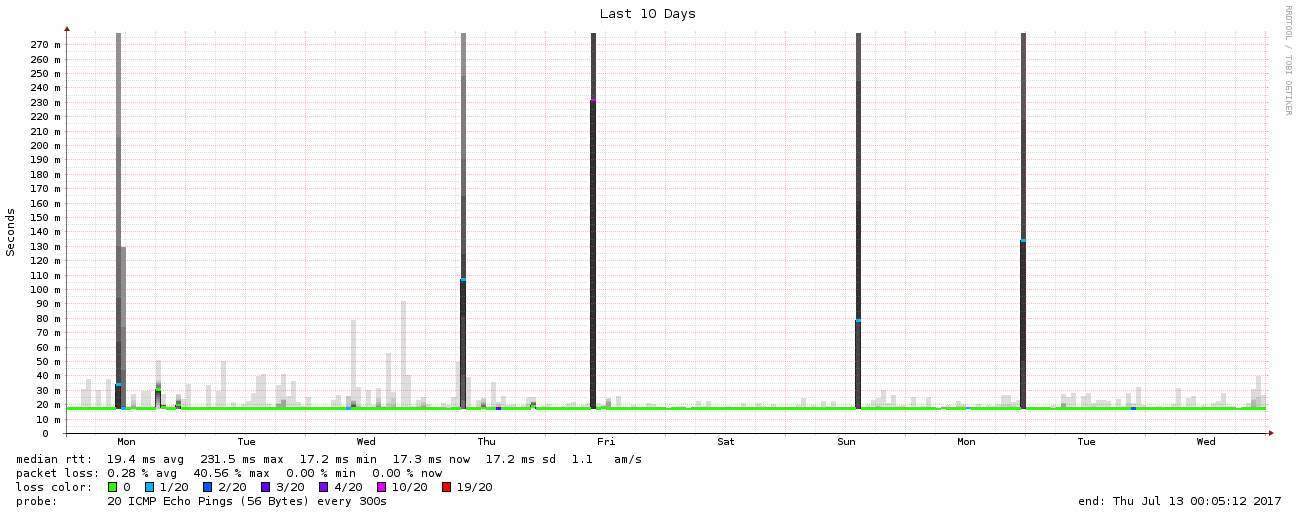 Last 10 Days
RRDTOOL / TOBI OETIKER
Seconds
270 m
260 m
250 m
240 m
230 m
220 m
210 m
200 m
190 m
180 m
170 m
160 m
150 m
140 m
130 m
120 m
110 m
100 m
90 m
80 m
70 m
60 m
50 m
40 m
30 m
20 m
10 m
0
Mon Tue Wed Thu Fri Sat Sun Mon Tue Wed
median rtt: 19.4 ms avg 231.5 ms max 17.2 ms min 17.3 ms now 17.2 ms sd 1.1 am/s
packet loss: 0.28 % avg 40.56 % max 0.00 % min 0.00 % now
loss color: 0 1/20 2/20 3/20 4/20 10/20 19/20
probe: 20 ICMP Echo Pings (56 Bytes) every 300s end: Thu Jul 13 00:05:12 2017